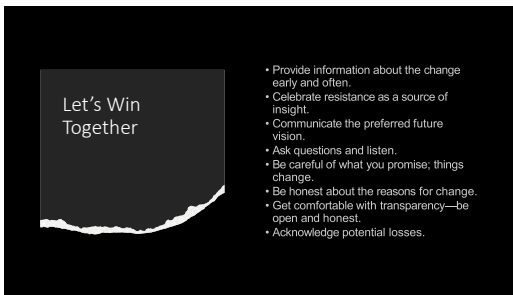 Let's Win
Together
• Provide information about the change
early and often.
• Celebrate resistance as a source of
insight.
• Communicate the preferred future
vision.
• Ask questions and listen.
• Be careful of what you promise; things
change.
• Be honest about the reasons for change.
• Get comfortable with transparency—be
open and honest.
• Acknowledge potential losses.